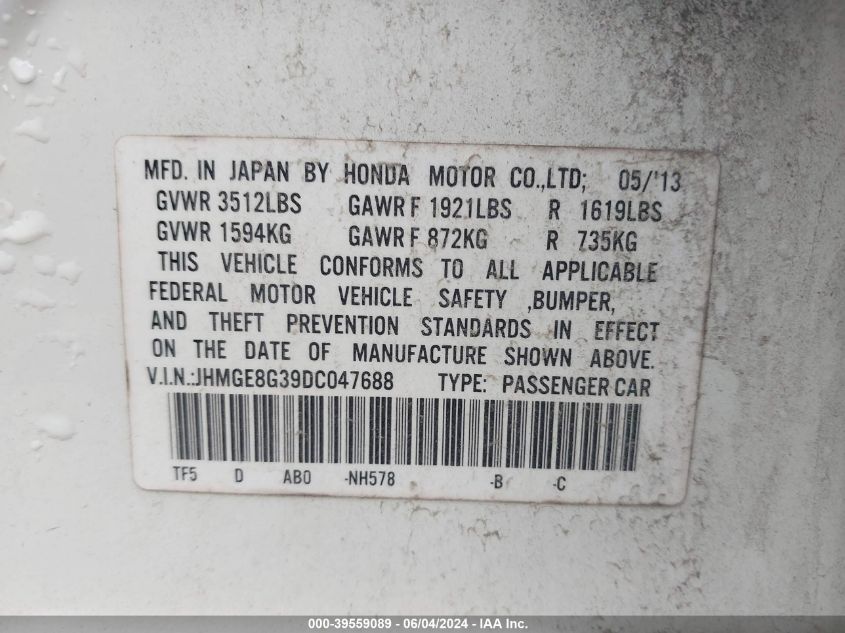 MFD. IN JAPAN BY HONDA MOTOR CO.,LTD; 05/'13
GVWR 3512LBS GAWR F 1921LBS R 1619LBS
GVWR 1594KG GAWR F 872KG R 735KG
THIS VEHICLE CONFORMS TO ALL APPLICABLE
FEDERAL MOTOR VEHICLE SAFETY ,BUMPER,
AND THEFT PREVENTION STANDARDS IN EFFECT
ON THE DATE OF MANUFACTURE SHOWN ABOVE.
V.I.N.:JHMGE8G39DC047688 TYPE: PASSENGER CAR
TF5 D AB0 -NH578 -B -C
000-39559089 - 06/04/2024 - IAA Inc.